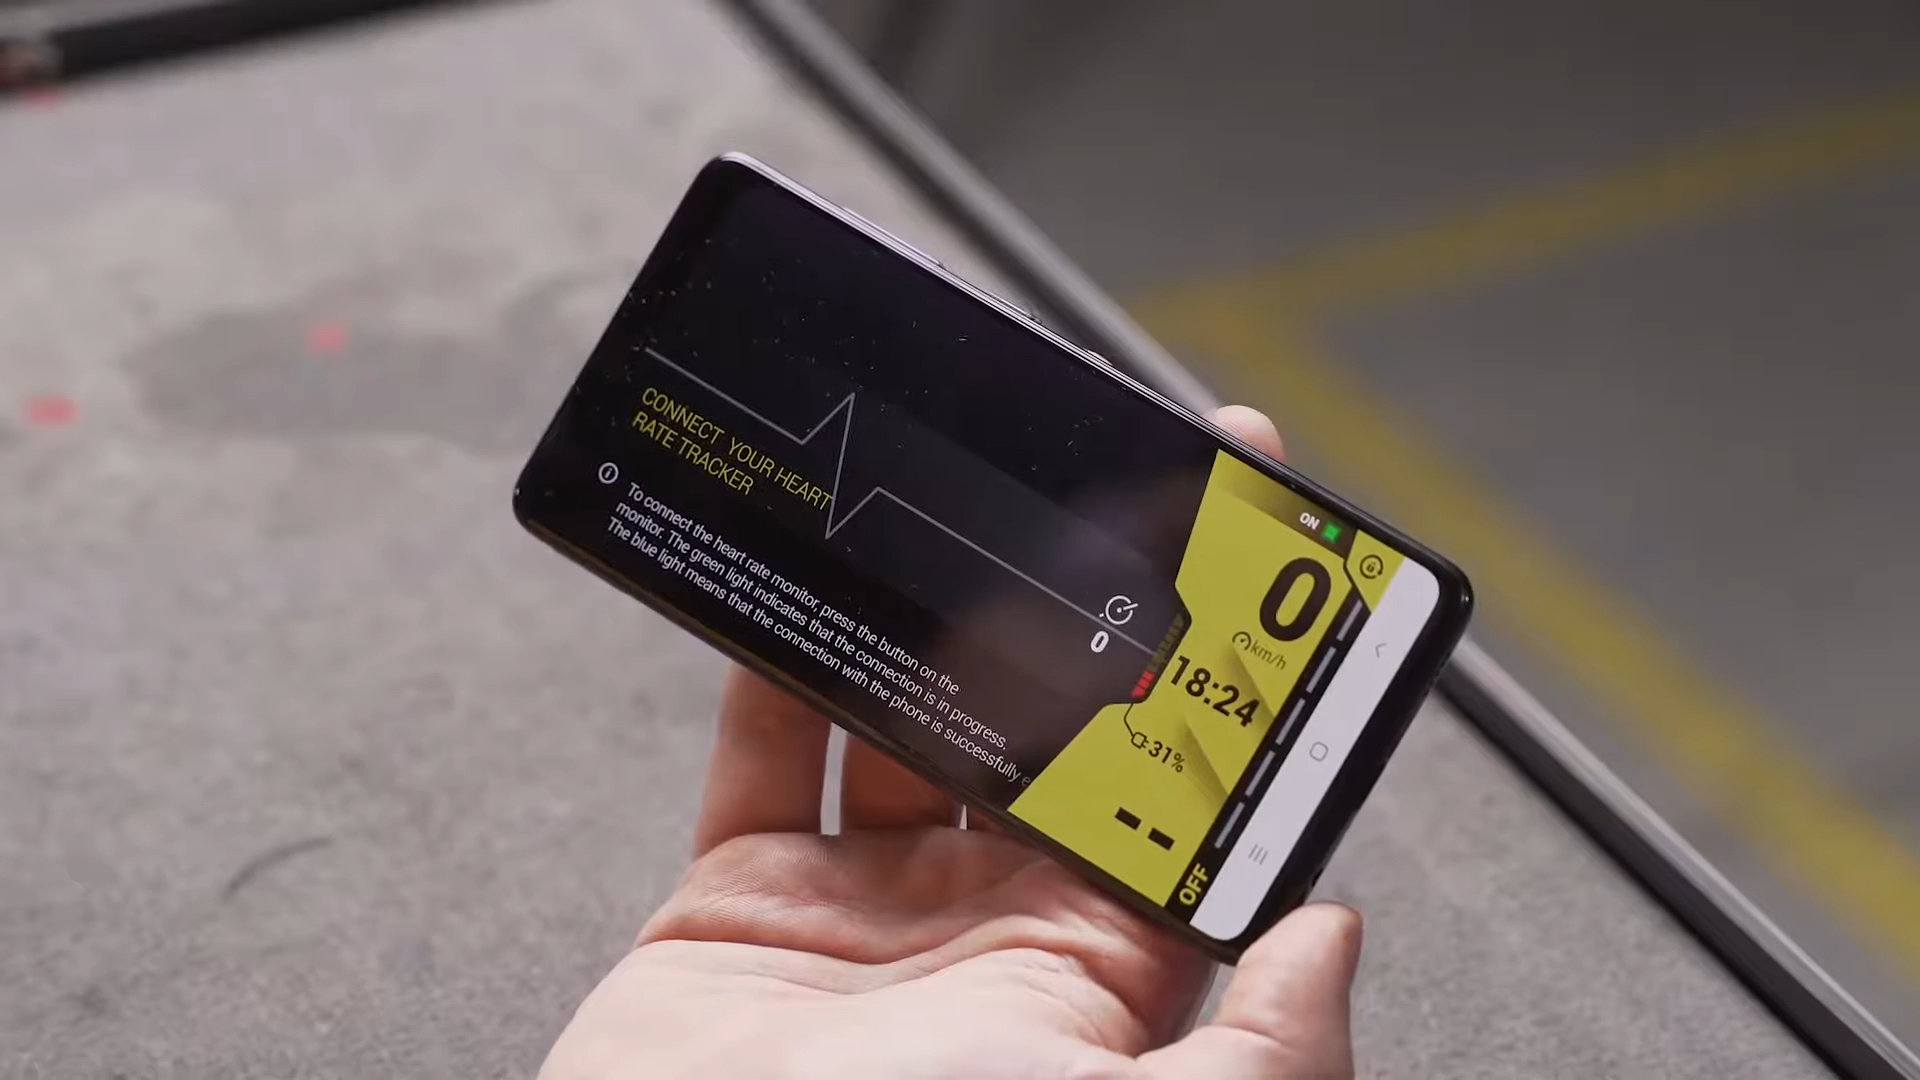 CONNECT YOUR HEART
RATE TRACKER
To connect the heart rate monitor, press the button on the
monitor. The green light indicates that the connection is in progress.
The blue light means that the connection with the phone is successfully
0
ON
0
km/h
18:24
31%
--
OFF